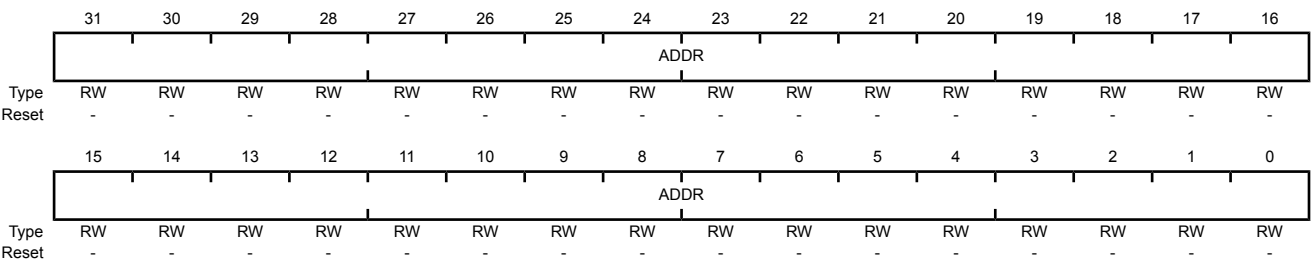 31 30 29 28 27 26 25 24 23 22 21 20 19 18 17 16
ADDR
Type RW RW RW RW RW RW RW RW RW RW RW RW RW RW RW RW
Reset - - - - - - - - - - - - - - - -
15 14 13 12 11 10 9 8 7 6 5 4 3 2 1 0
ADDR
Type RW RW RW RW RW RW RW RW RW RW RW RW RW RW RW RW
Reset - - - - - - - - - - - - - - - -